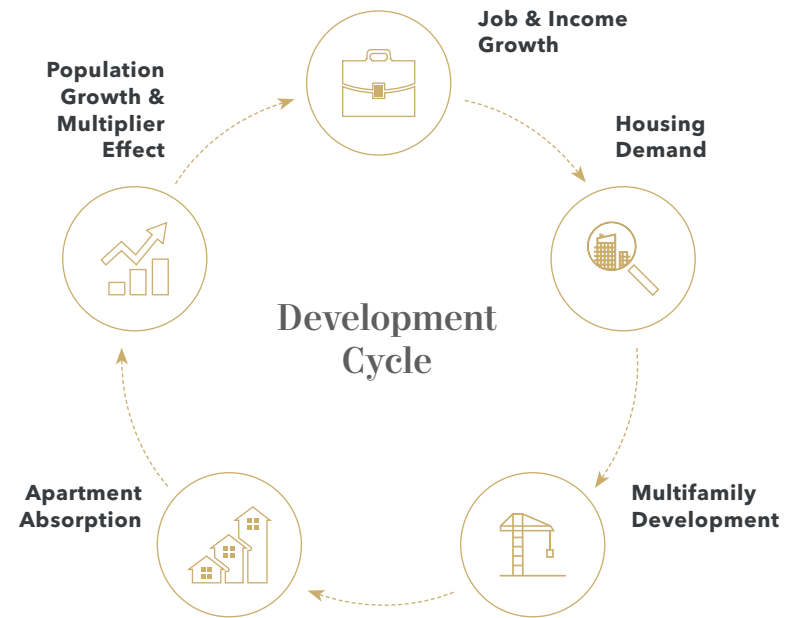 Job & Income
Growth
Population
Growth &
Multiplier
Effect
Housing
Demand
Development
Cycle
Apartment
Absorption
Multifamily
Development